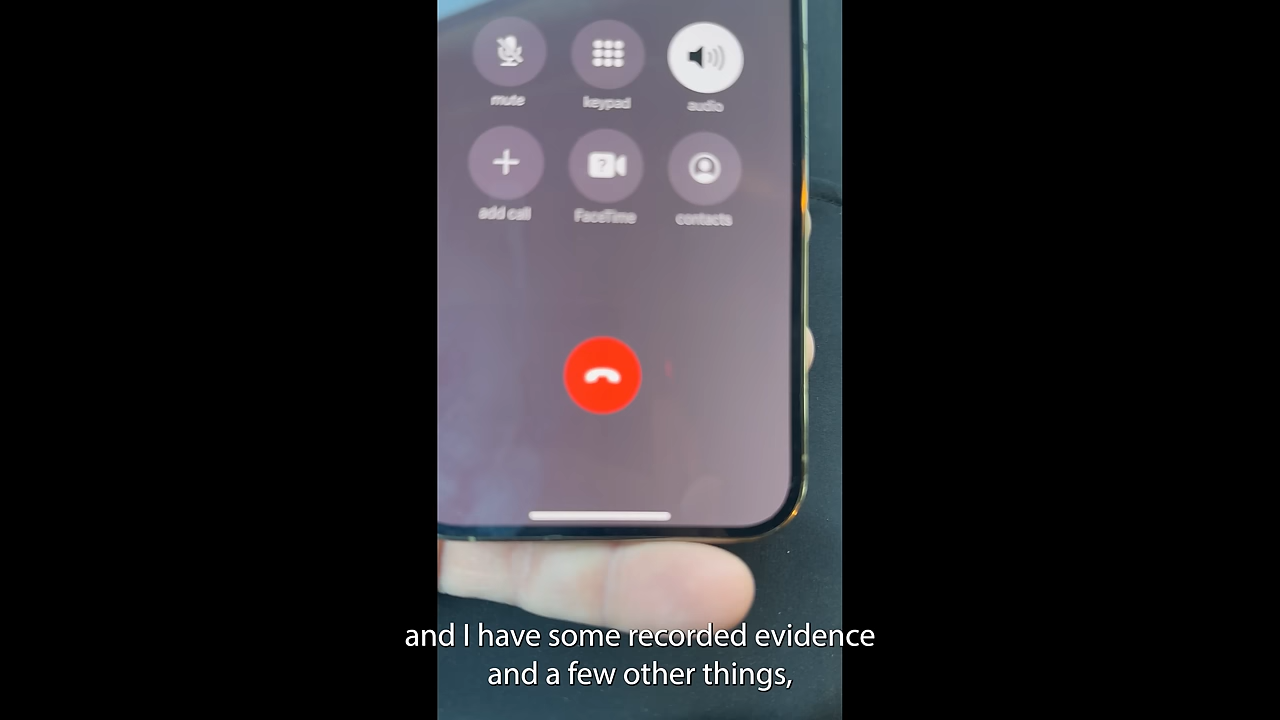 mute
keypad
audio
add call
FaceTime
contacts
and I have some recorded evidence
and a few other things,